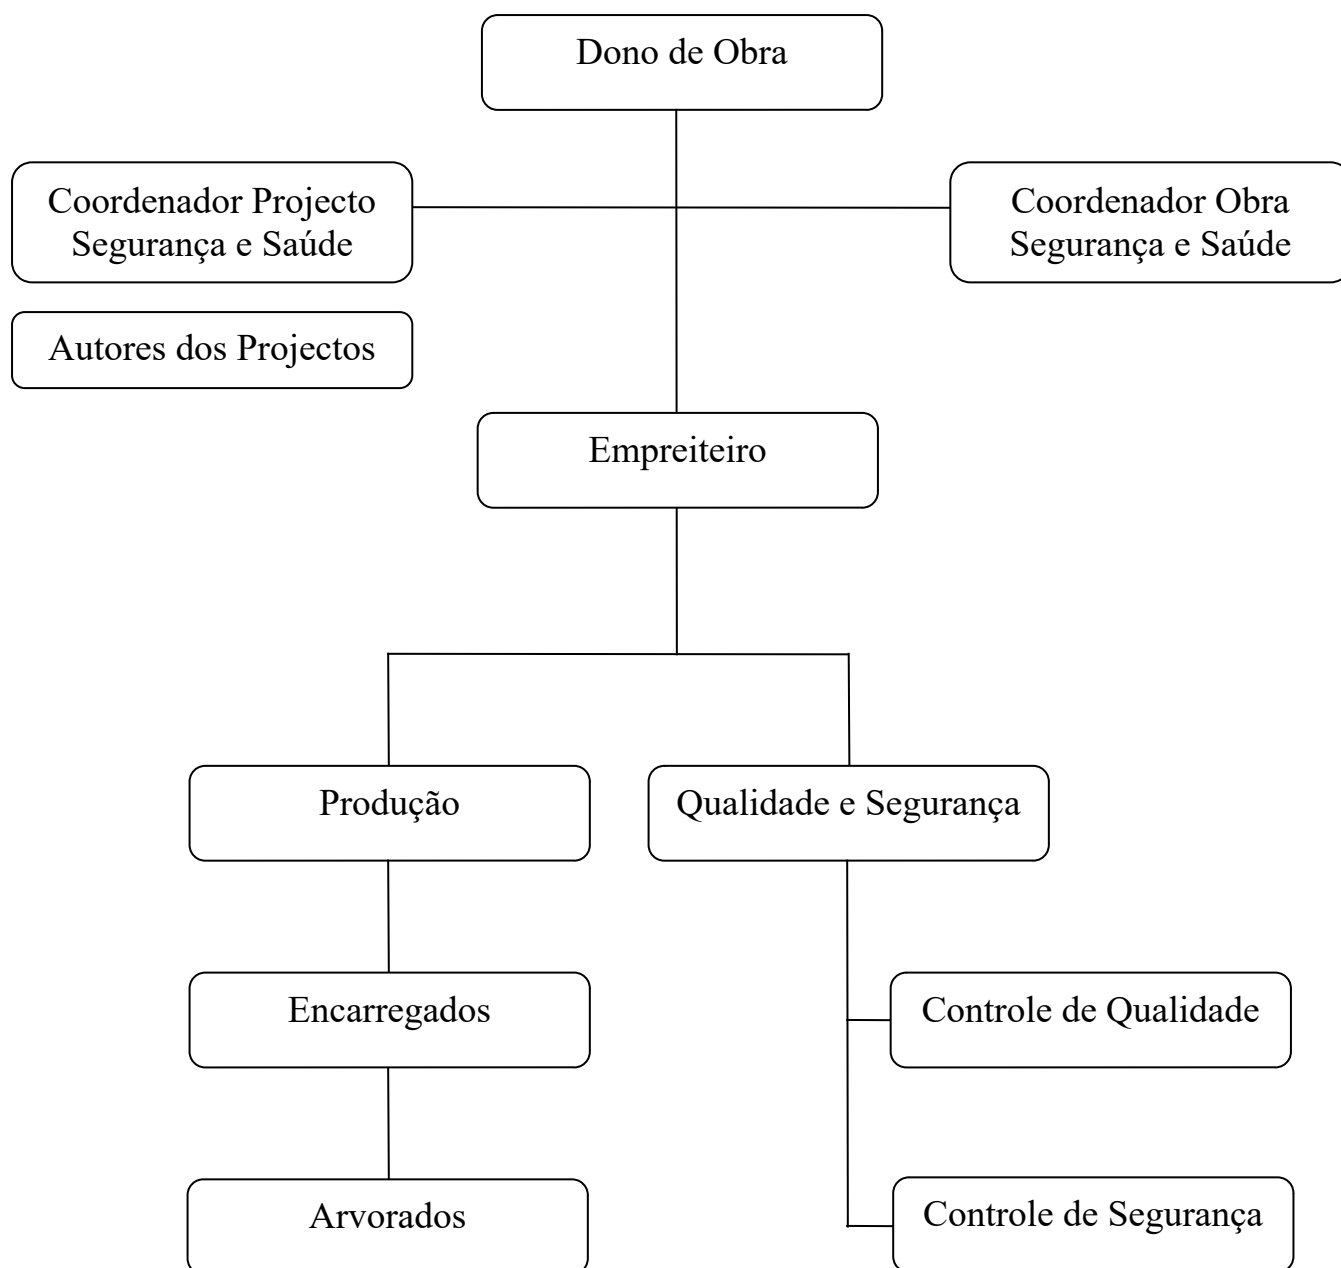 Dono de Obra
Coordenador Projecto
Segurança e Saúde
Coordenador Obra
Segurança e Saúde
Autores dos Projectos
Empreiteiro
Produção
Qualidade e Segurança
Encarregados
Controle de Qualidade
Arvorados
Controle de Segurança